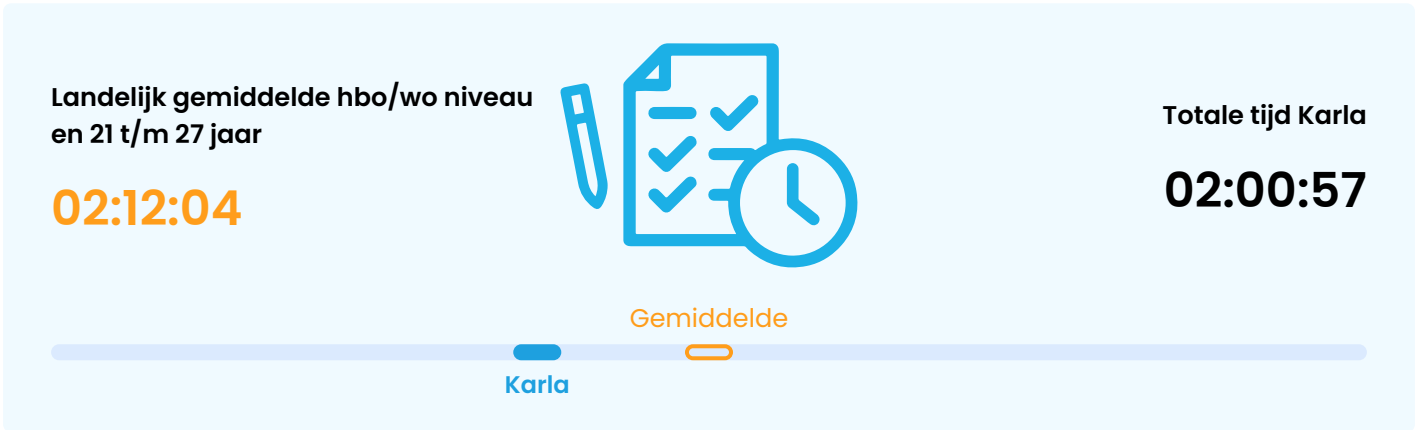 Landelijk gemiddelde hbo/wo niveau
en 21 t/m 27 jaar
02:12:04
Totale tijd Karla
02:00:57
Gemiddelde
Karla